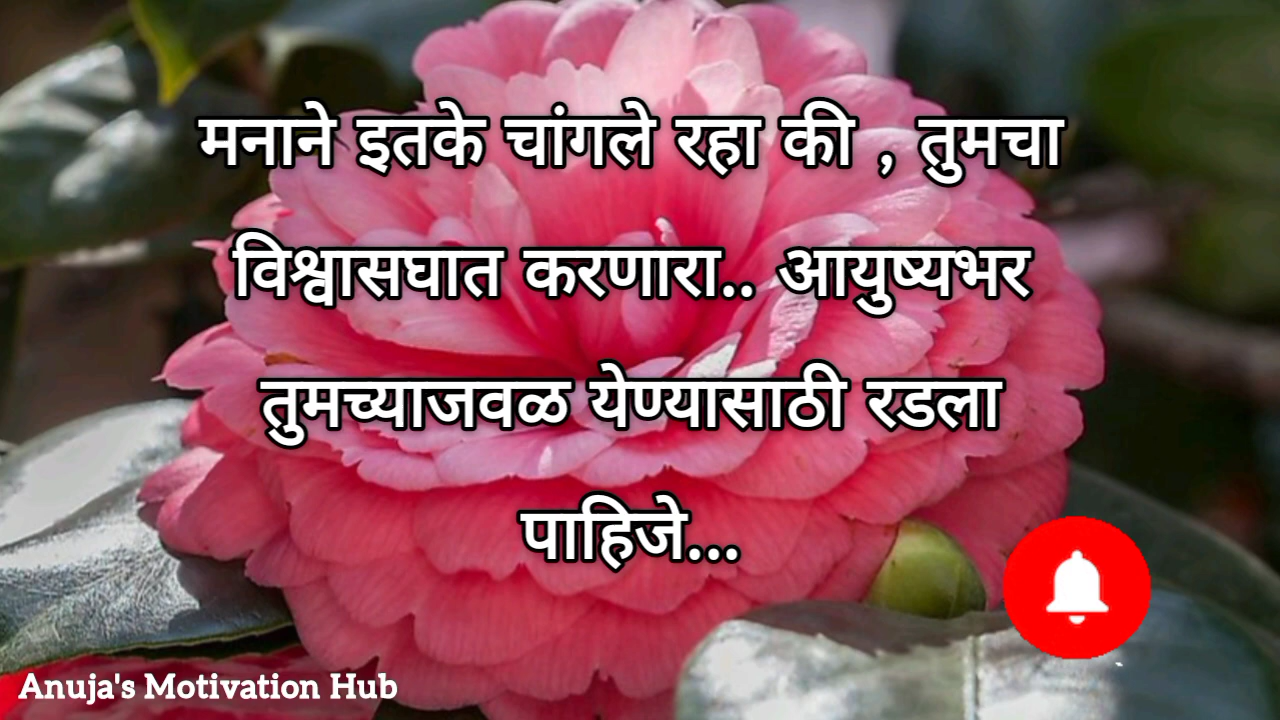 मनाने इतके चांगले रहा की , तुमचा
विश्वासघात करणारा.. आयुष्यभर
तुमच्याजवळ येण्यासाठी रडला
पाहिजे...
Anuja's Motivation Hub